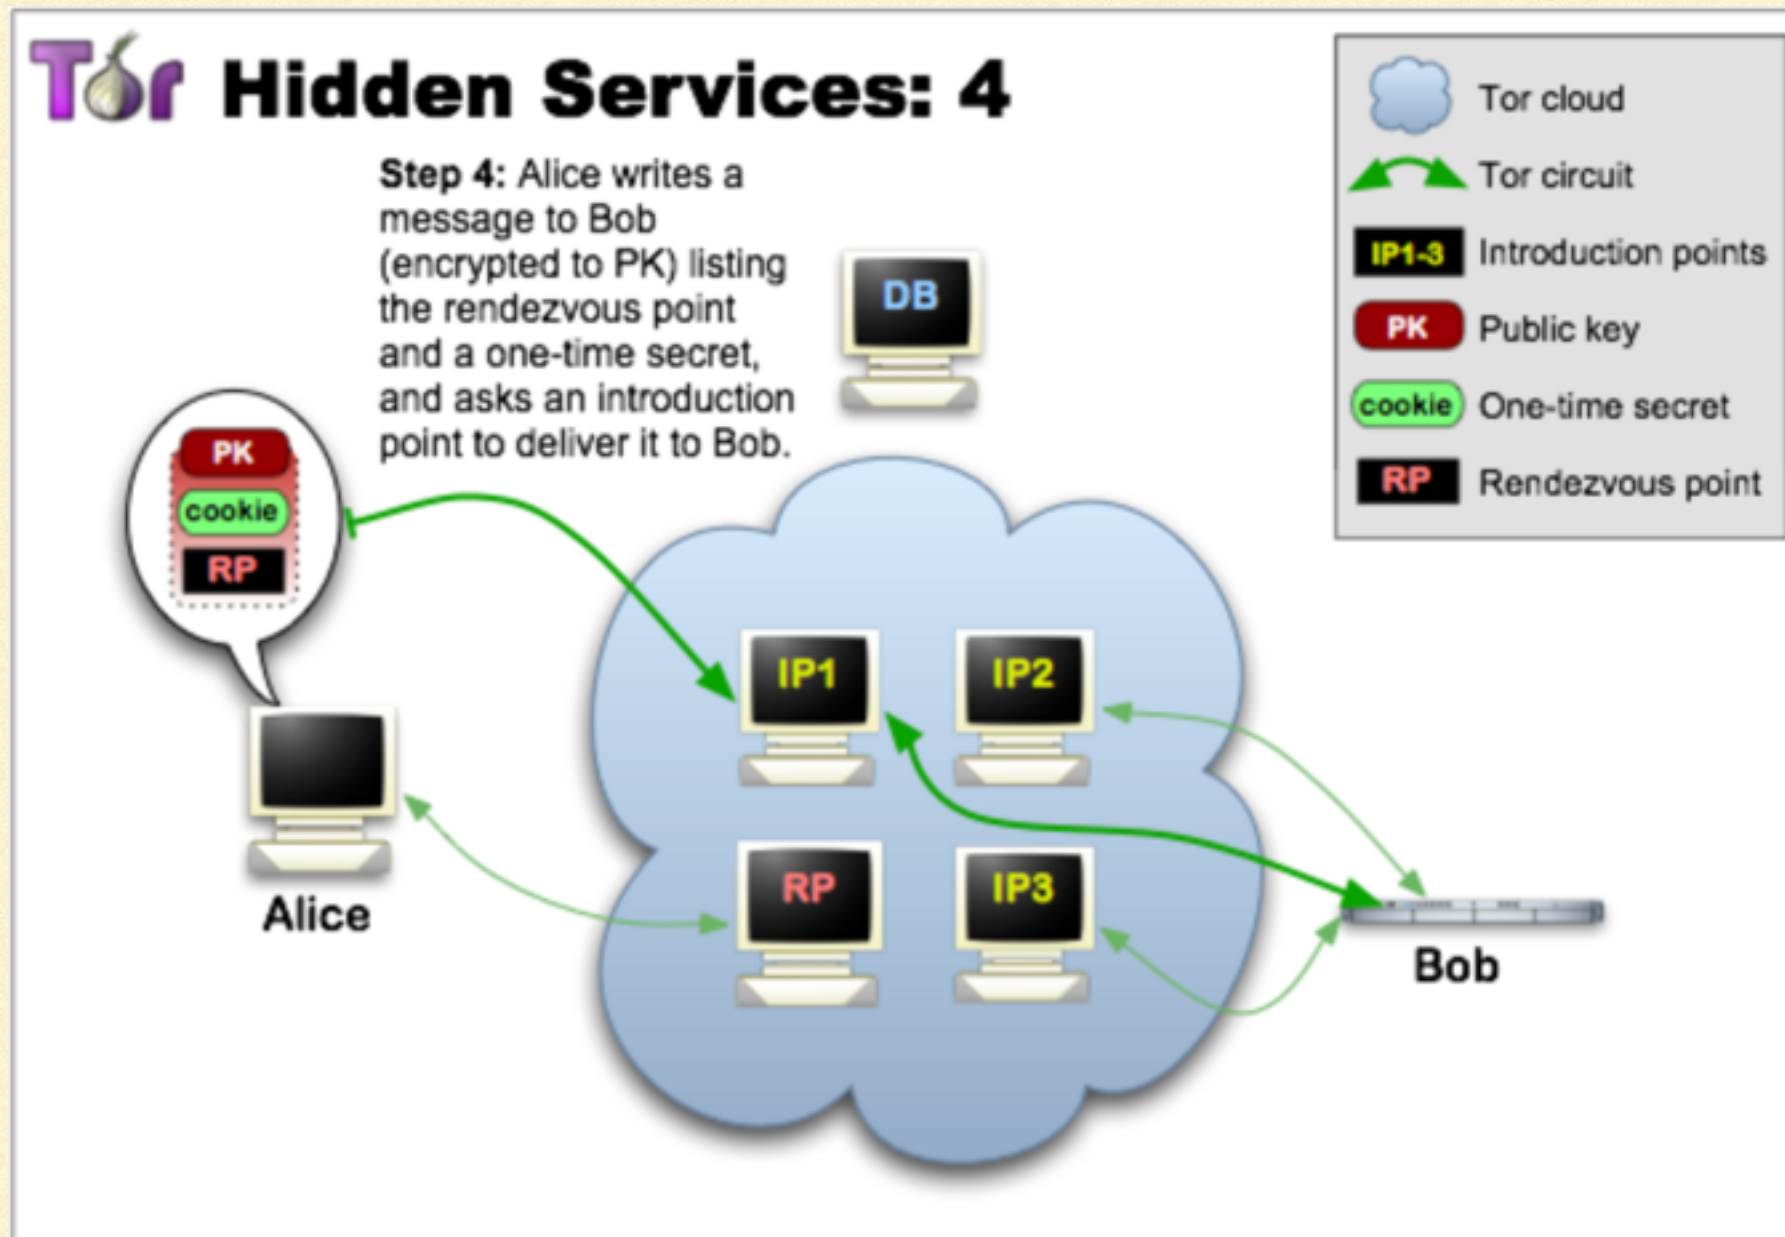 Tor Hidden Services: 4
Step 4: Alice writes a
message to Bob
(encrypted to PK) listing
the rendezvous point
and a one-time secret,
and asks an introduction
point to deliver it to Bob.
Tor cloud
Tor circuit
IP1-3 Introduction points
PK Public key
cookie One-time secret
RP Rendezvous point
DB
PK
cookie
RP
IP1
IP2
RP
IP3
Alice
Bob